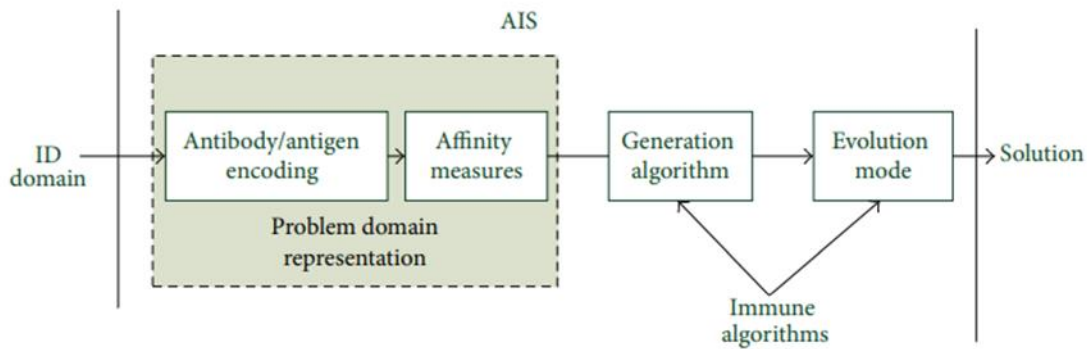 AIS
ID
domain
Antibody/antigen
encoding
Affinity
measures
Problem domain
representation
Generation
algorithm
Evolution
mode
Solution
Immune
algorithms